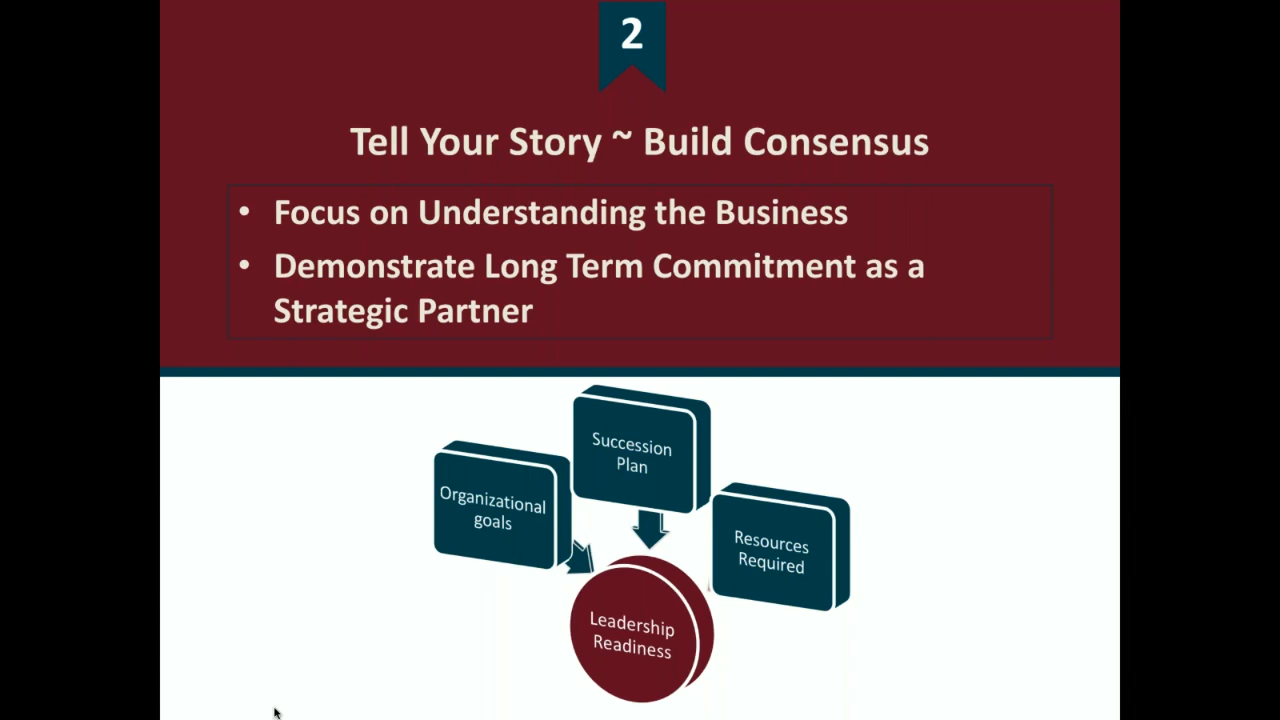 2
Tell Your Story ~ Build Consensus
• Focus on Understanding the Business
• Demonstrate Long Term Commitment as a
Strategic Partner
Succession
Plan
Organizational
goals
Resources
Required
Leadership
Readiness